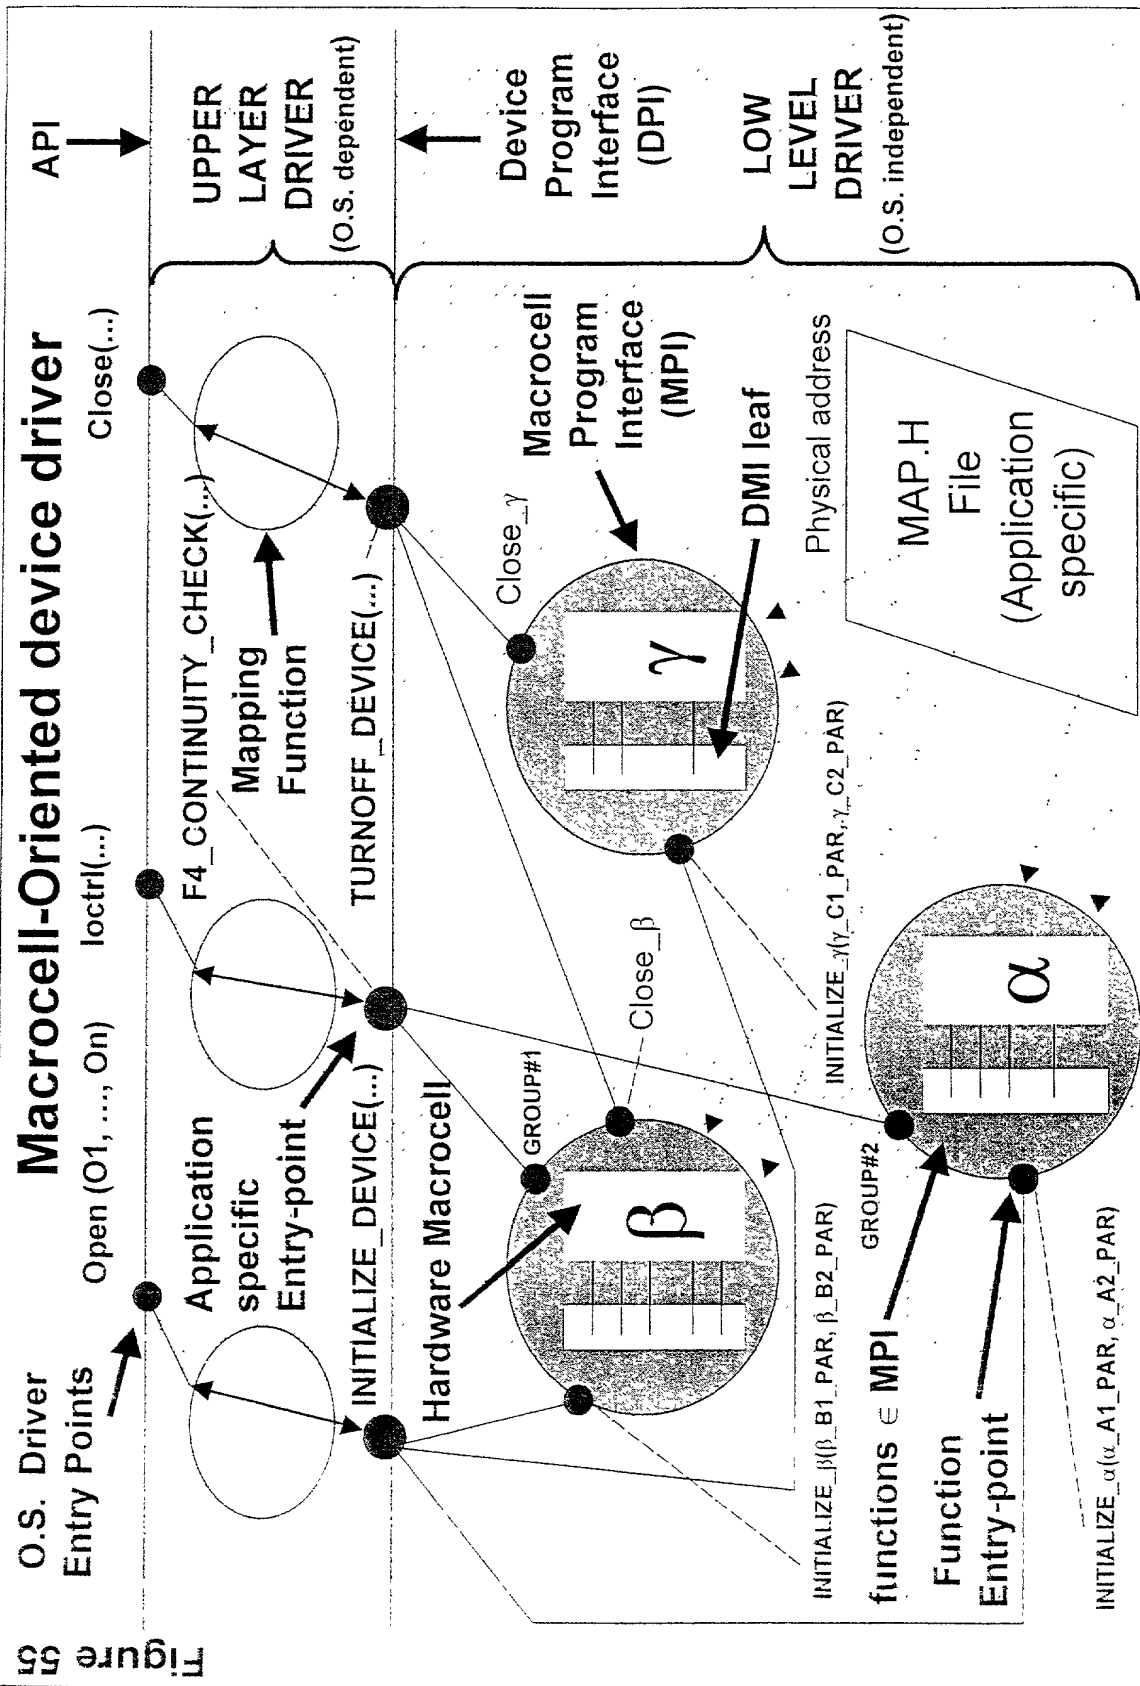 Figure 55
Macrocell-Oriented device driver
O.S. Driver
Entry Points
Open (O1, ..., On)
Ioctrl(...)
Close(...)
API
Application
specific
Entry-point
F4_CONTINUITY_CHECK(...)
Mapping
Function
UPPER
LAYER
DRIVER
(O.S. dependent)
INITIALIZE_DEVICE(...)
TURNOFF_DEVICE(...)
Device
Program
Interface
(DPI)
Hardware Macrocell
GROUP#1
β
Close_β
Close_γ
γ
Macrocell
Program
Interface
(MPI)
DMI leaf
LOW
LEVEL
DRIVER
(O.S. independent)
INITIALIZE_β(β_B1_PAR, β_B2_PAR)
INITIALIZE_γ(γ_C1_PAR, γ_C2_PAR)
Physical address
GROUP#2
functions ∈ MPI
Function
Entry-point
α
INITIALIZE_α(α_A1_PAR, α_A2_PAR)
MAP.H
File
(Application
specific)